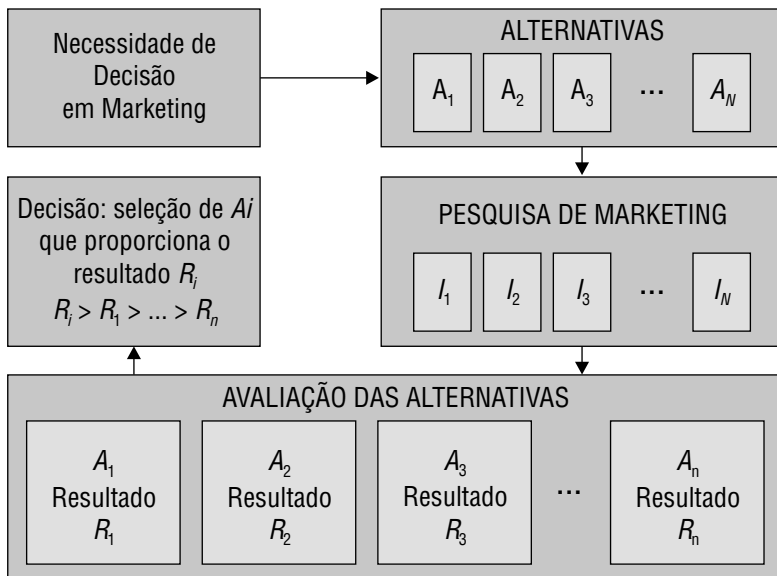 Necessidade de
Decisão
em Marketing
ALTERNATIVAS
A₁ A₂ A₃ ... A_N
PESQUISA DE MARKETING
I₁ I₂ I₃ ... I_N
AVALIAÇÃO DAS ALTERNATIVAS
A₁
Resultado
R₁
A₂
Resultado
R₂
A₃
Resultado
R₃
...
Aₙ
Resultado
Rₙ
Decisão: seleção de Ai
que proporciona o
resultado Rᵢ
Rᵢ > R₁ > ... > Rₙ